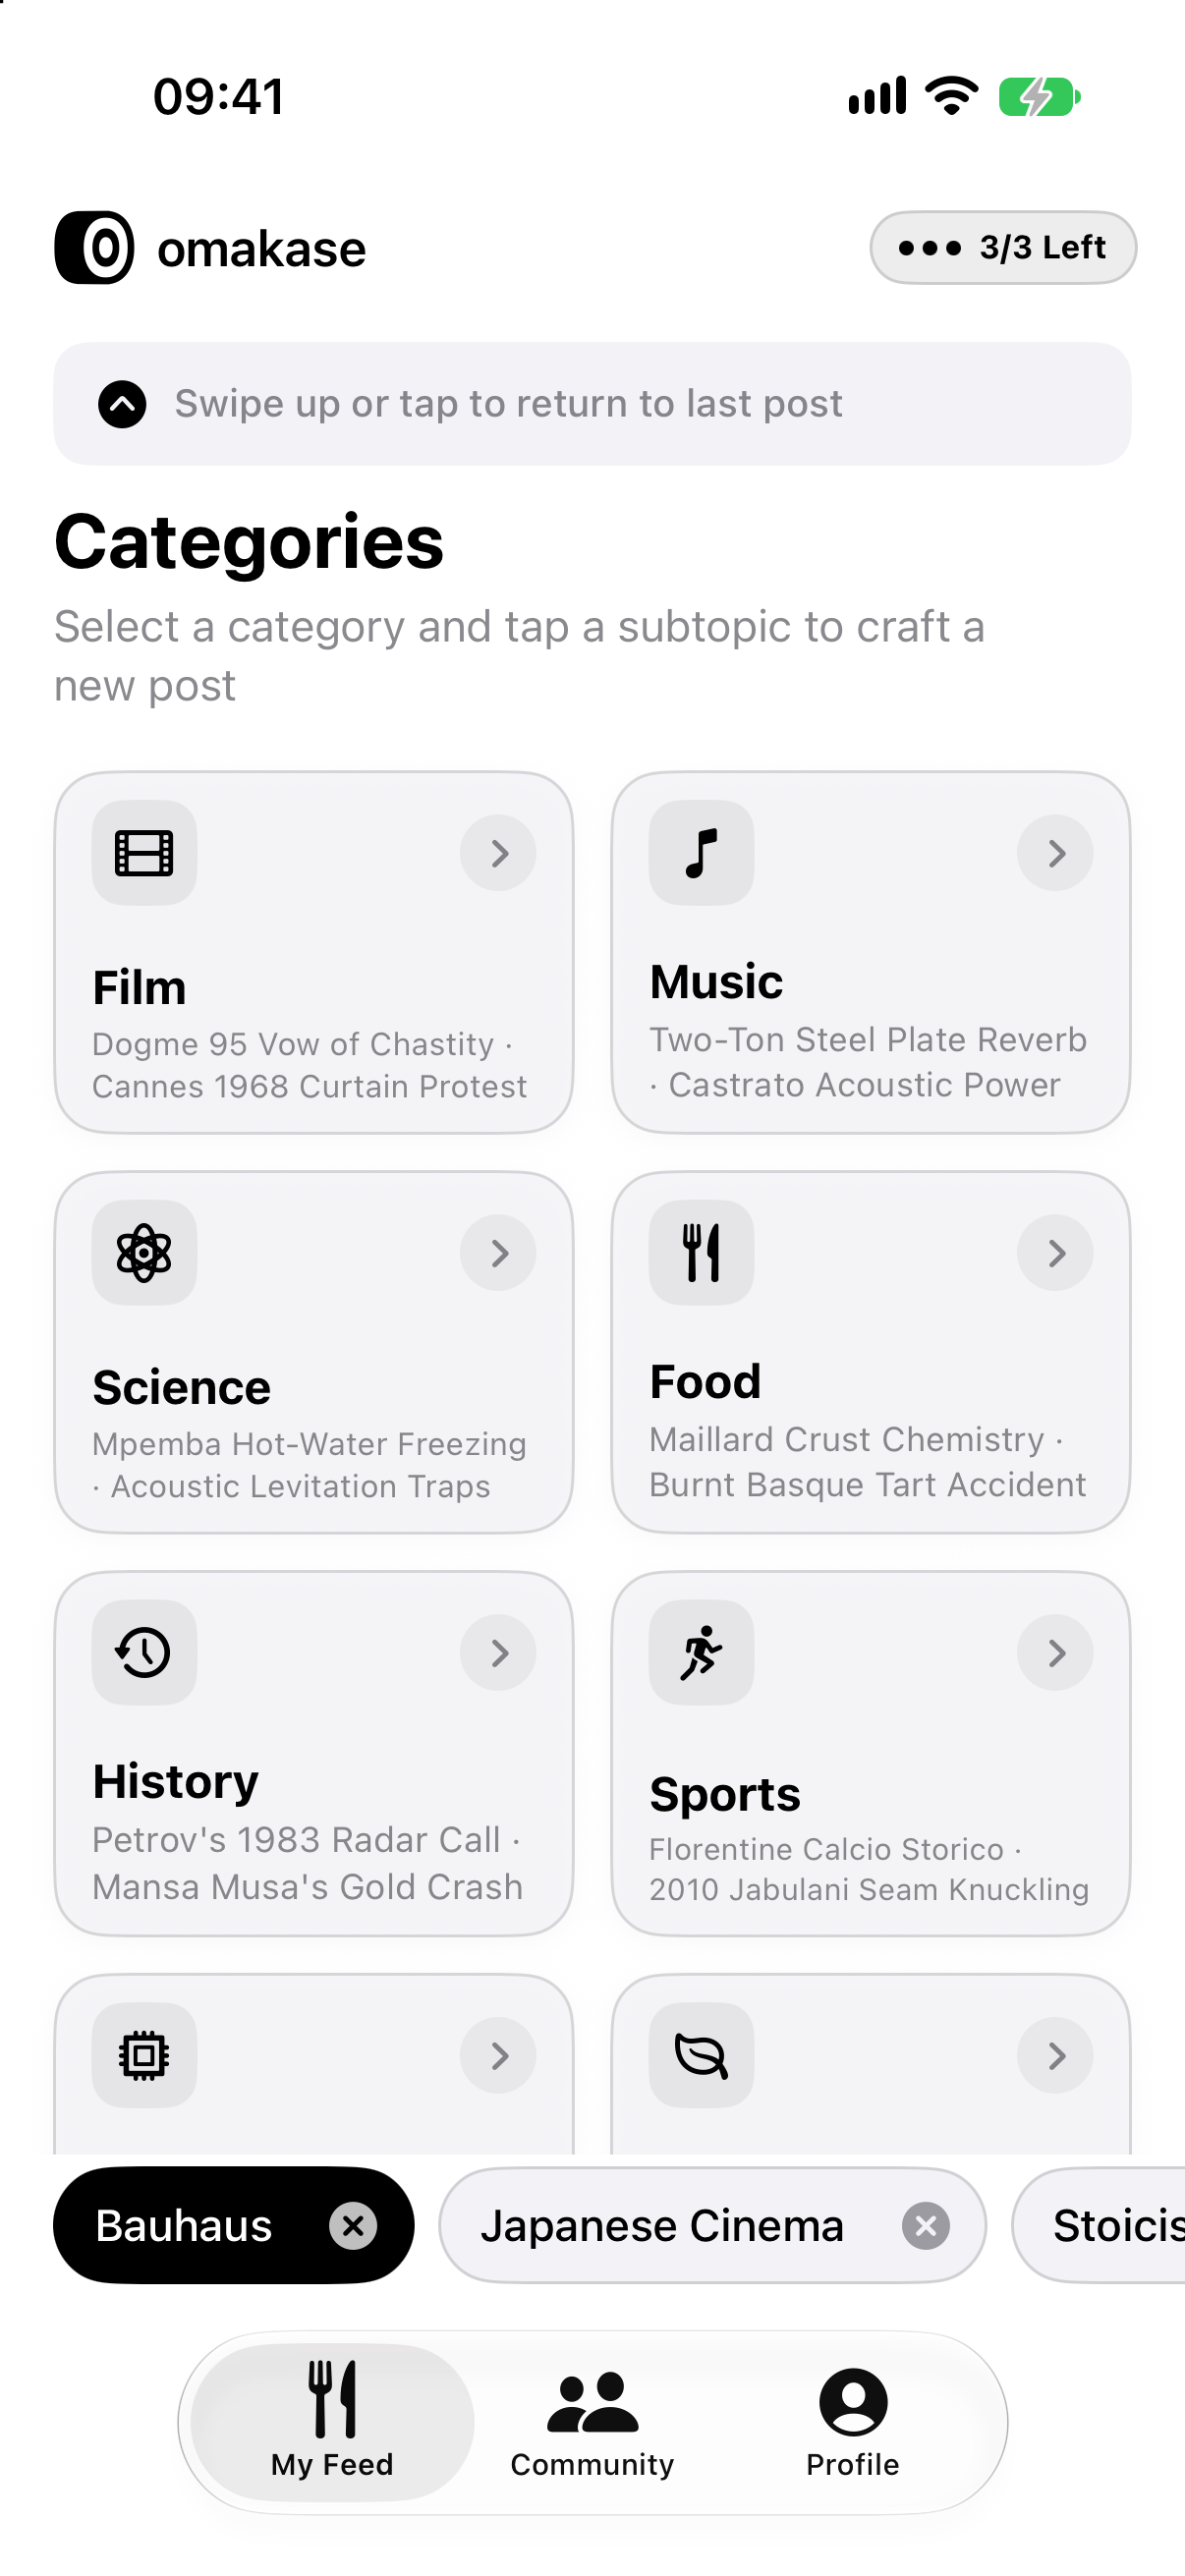 09:41
omakase
3/3 Left
Swipe up or tap to return to last post
Categories
Select a category and tap a subtopic to craft a
new post
Film
Dogme 95 Vow of Chastity ·
Cannes 1968 Curtain Protest
Music
Two-Ton Steel Plate Reverb
· Castrato Acoustic Power
Science
Mpemba Hot-Water Freezing
· Acoustic Levitation Traps
Food
Maillard Crust Chemistry ·
Burnt Basque Tart Accident
History
Petrov's 1983 Radar Call ·
Mansa Musa's Gold Crash
Sports
Florentine Calcio Storico ·
2010 Jabulani Seam Knuckling
Bauhaus
Japanese Cinema
Stoicis
My Feed
Community
Profile